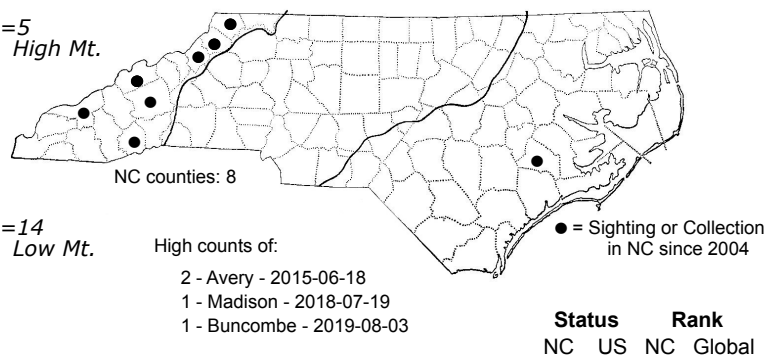 =5
High Mt.
NC counties: 8
=14
Low Mt.
High counts of:
2 - Avery - 2015-06-18
1 - Madison - 2018-07-19
1 - Buncombe - 2019-08-03
● = Sighting or Collection
in NC since 2004
Status Rank
NC US NC Global